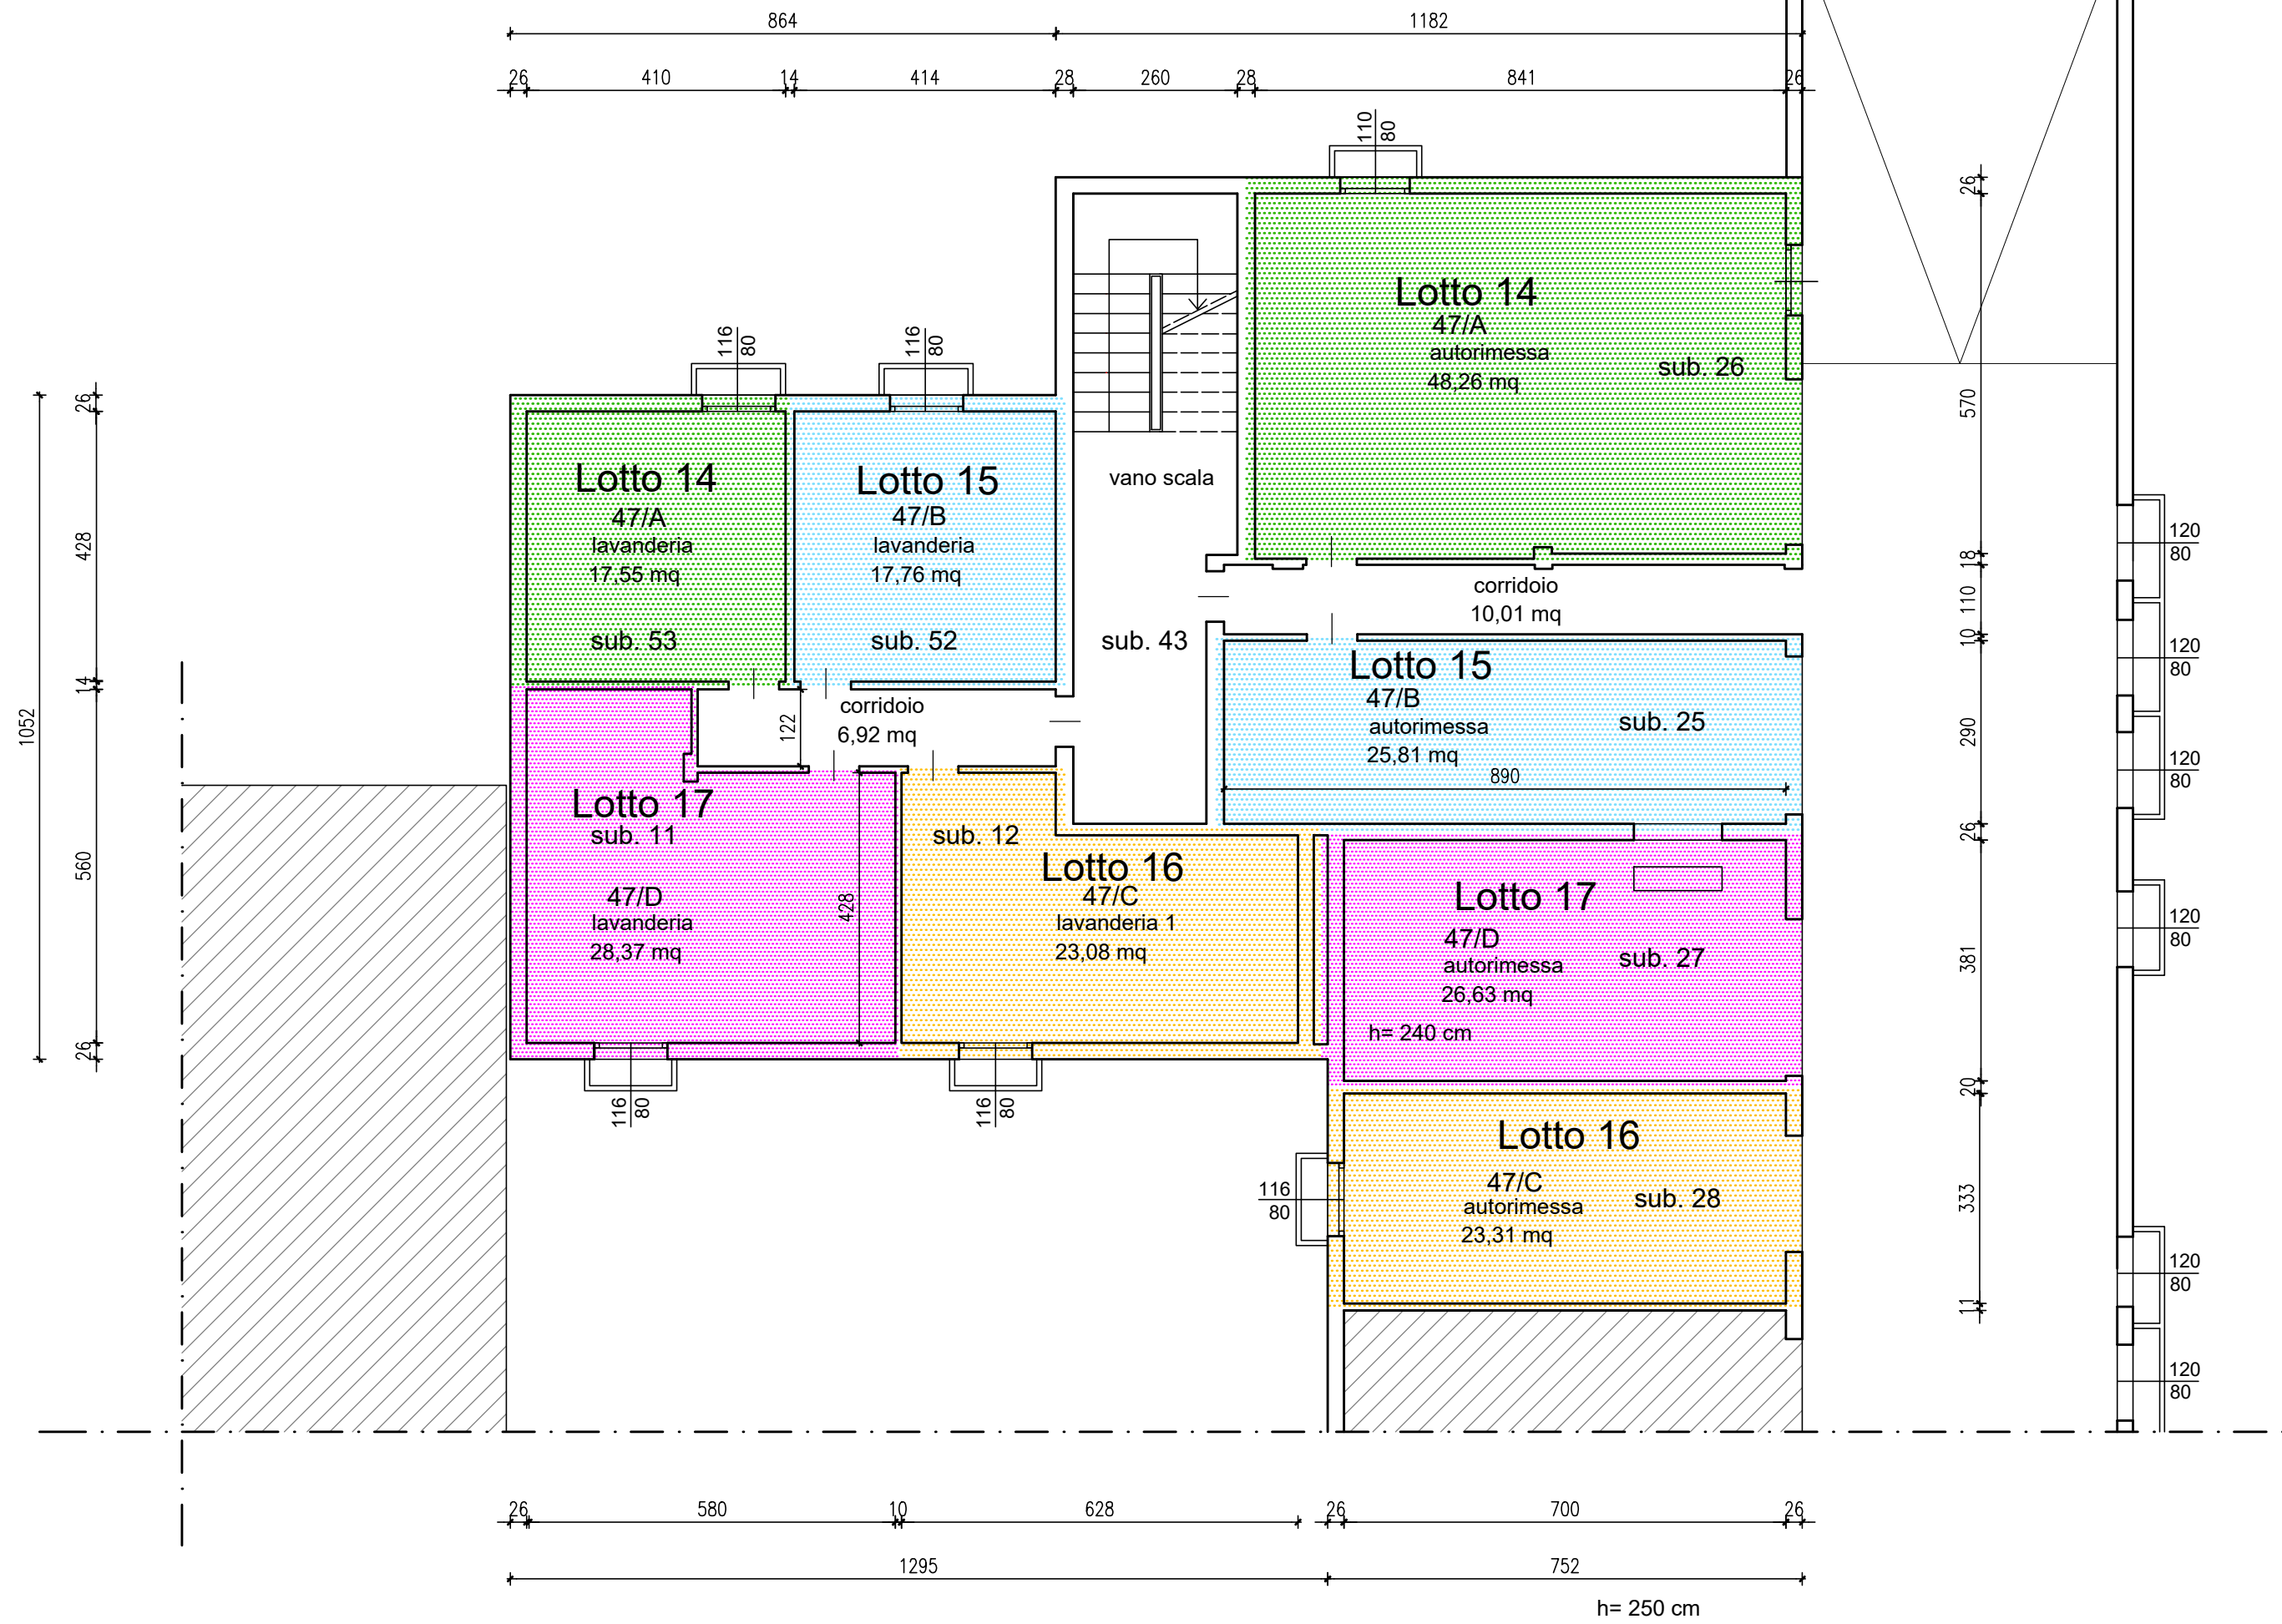 864
1182
26
410
14
414
28
260
28
841
26
110
80
26
Lotto 14
47/A
autorimessa
48,26 mq
sub. 26
570
116
80
116
80
26
Lotto 14
47/A
lavanderia
17,55 mq
sub. 53
Lotto 15
47/B
lavanderia
17,76 mq
sub. 52
vano scala
sub. 43
428
14
1052
120
80
18
corridoio
10,01 mq
110
10
120
80
Lotto 15
47/B
autorimessa
25,81 mq
sub. 25
890
290
120
80
corridoio
6,92 mq
122
Lotto 17
sub. 11
47/D
lavanderia
28,37 mq
428
560
26
sub. 12
Lotto 16
47/C
lavanderia 1
23,08 mq
26
Lotto 17
47/D
autorimessa
26,63 mq
sub. 27
h= 240 cm
381
120
80
116
80
116
80
20
Lotto 16
47/C
autorimessa
23,31 mq
sub. 28
116
80
333
11
120
80
120
80
26
580
10
628
26
700
26
1295
752
h= 250 cm